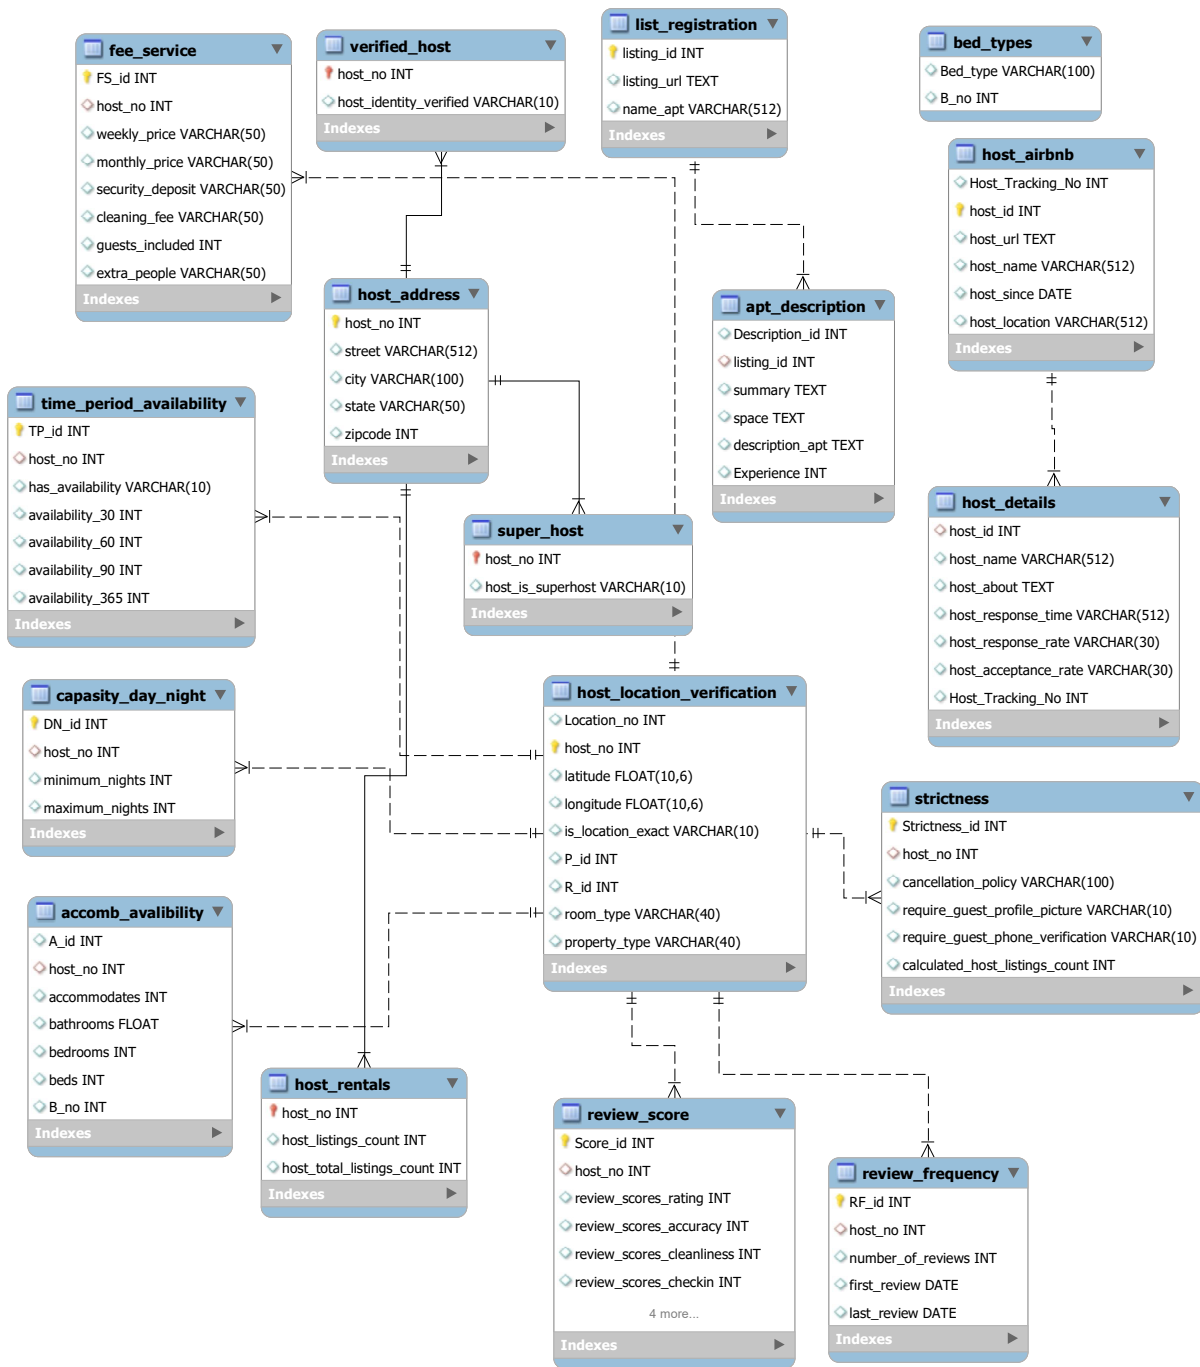 fee_service
FS_id INT
host_no INT
weekly_price VARCHAR(50)
monthly_price VARCHAR(50)
security_deposit VARCHAR(50)
cleaning_fee VARCHAR(50)
guests_included INT
extra_people VARCHAR(50)
Indexes
verified_host
host_no INT
host_identity_verified VARCHAR(10)
Indexes
list_registration
listing_id INT
listing_url TEXT
name_apt VARCHAR(512)
Indexes
bed_types
Bed_type VARCHAR(100)
B_no INT
host_airbnb
Host_Tracking_No INT
host_id INT
host_url TEXT
host_name VARCHAR(512)
host_since DATE
host_location VARCHAR(512)
Indexes
host_address
host_no INT
street VARCHAR(512)
city VARCHAR(100)
state VARCHAR(50)
zipcode INT
Indexes
apt_description
Description_id INT
listing_id INT
summary TEXT
space TEXT
description_apt TEXT
Experience INT
Indexes
time_period_availability
TP_id INT
host_no INT
has_availability VARCHAR(10)
availability_30 INT
availability_60 INT
availability_90 INT
availability_365 INT
Indexes
super_host
host_no INT
host_is_superhost VARCHAR(10)
Indexes
host_details
host_id INT
host_name VARCHAR(512)
host_about TEXT
host_response_time VARCHAR(512)
host_response_rate VARCHAR(30)
host_acceptance_rate VARCHAR(30)
Host_Tracking_No INT
Indexes
capasity_day_night
DN_id INT
host_no INT
minimum_nights INT
maximum_nights INT
Indexes
host_location_verification
Location_no INT
host_no INT
latitude FLOAT(10,6)
longitude FLOAT(10,6)
is_location_exact VARCHAR(10)
P_id INT
R_id INT
room_type VARCHAR(40)
property_type VARCHAR(40)
Indexes
strictness
Strictness_id INT
host_no INT
cancellation_policy VARCHAR(100)
require_guest_profile_picture VARCHAR(10)
require_guest_phone_verification VARCHAR(10)
calculated_host_listings_count INT
Indexes
accomb_avalibility
A_id INT
host_no INT
accommodates INT
bathrooms FLOAT
bedrooms INT
beds INT
B_no INT
Indexes
host_rentals
host_no INT
host_listings_count INT
host_total_listings_count INT
Indexes
review_score
Score_id INT
host_no INT
review_scores_rating INT
review_scores_accuracy INT
review_scores_cleanliness INT
review_scores_checkin INT
4 more...
Indexes
review_frequency
RF_id INT
host_no INT
number_of_reviews INT
first_review DATE
last_review DATE
Indexes